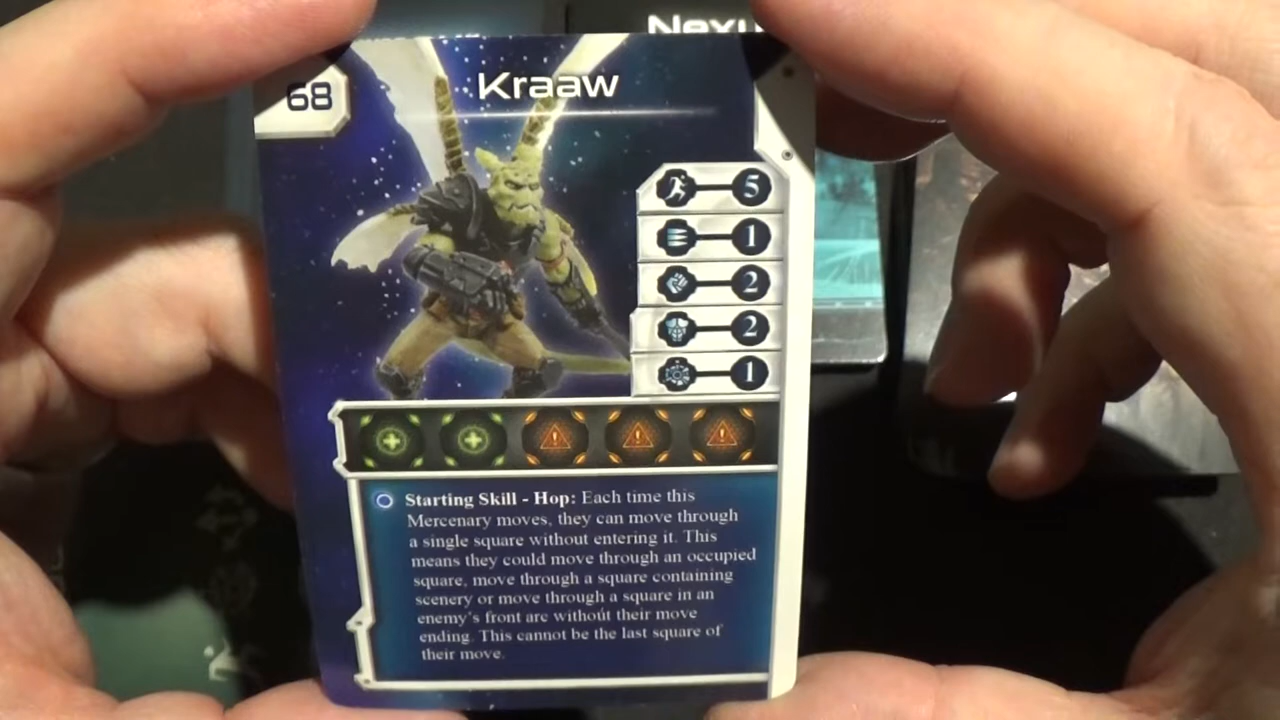 Nexu
68
Kraaw
5
1
2
2
1
Starting Skill - Hop: Each time this
Mercenary moves, they can move through
a single square without entering it. This
means they could move through an occupied
square, move through a square containing
scenery or move through a square in an
enemy's front arc without their move
ending. This cannot be the last square of
their move.